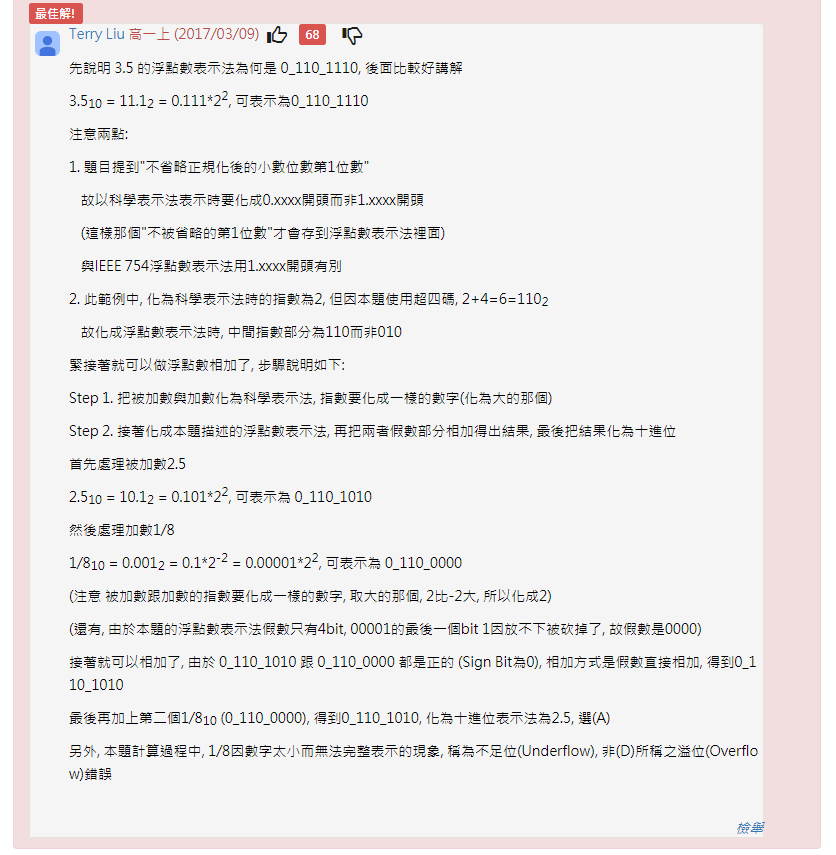 最佳解!
Terry Liu 高一上 (2017/03/09) 68
先說明 3.5 的浮點數表示法為何是 0_110_1110, 後面比較好講解
3.5₁₀ = 11.1₂ = 0.111*2², 可表示為0_110_1110
注意兩點:
1. 題目提到"不省略正規化後的小數位數第1位數"
故以科學表示法表示時要化成0.xxxx開頭而非1.xxxx開頭
(這樣那個"不被省略的第1位數"才會存到浮點數表示法裡面)
與IEEE 754浮點數表示法用1.xxxx開頭有別
2. 此範例中, 化為科學表示法時的指數為2, 但因本題使用超四碼, 2+4=6=110₂
故化成浮點數表示法時, 中間指數部分為110而非010
緊接著就可以做浮點數相加了, 步驟說明如下:
Step 1. 把被加數與加數化為科學表示法, 指數要化成一樣的數字(化為大的那個)
Step 2. 接著化成本題描述的浮點數表示法, 再把兩者假數部分相加得出結果, 最後把結果化為十進位
首先處理被加數2.5
2.5₁₀ = 10.1₂ = 0.101*2², 可表示為 0_110_1010
然後處理加數1/8
1/8₁₀ = 0.001₂ = 0.1*2⁻² = 0.00001*2², 可表示為 0_110_0000
(注意 被加數跟加數的指數要化成一樣的數字, 取大的那個, 2比-2大, 所以化成2)
(還有, 由於本題的浮點數表示法假數只有4bit, 00001的最後一個bit 1因放不下被砍掉了, 故假數是0000)
接著就可以相加了, 由於 0_110_1010 跟 0_110_0000 都是正的 (Sign Bit為0), 相加方式是假數直接相加, 得到0_1
10_1010
最後再加上第二個1/8₁₀ (0_110_0000), 得到0_110_1010, 化為十進位表示法為2.5, 選(A)
另外, 本題計算過程中, 1/8因數字太小而無法完整表示的現象, 稱為不足位(Underflow), 非(D)所稱之溢位(Overflo
w)錯誤
檢舉